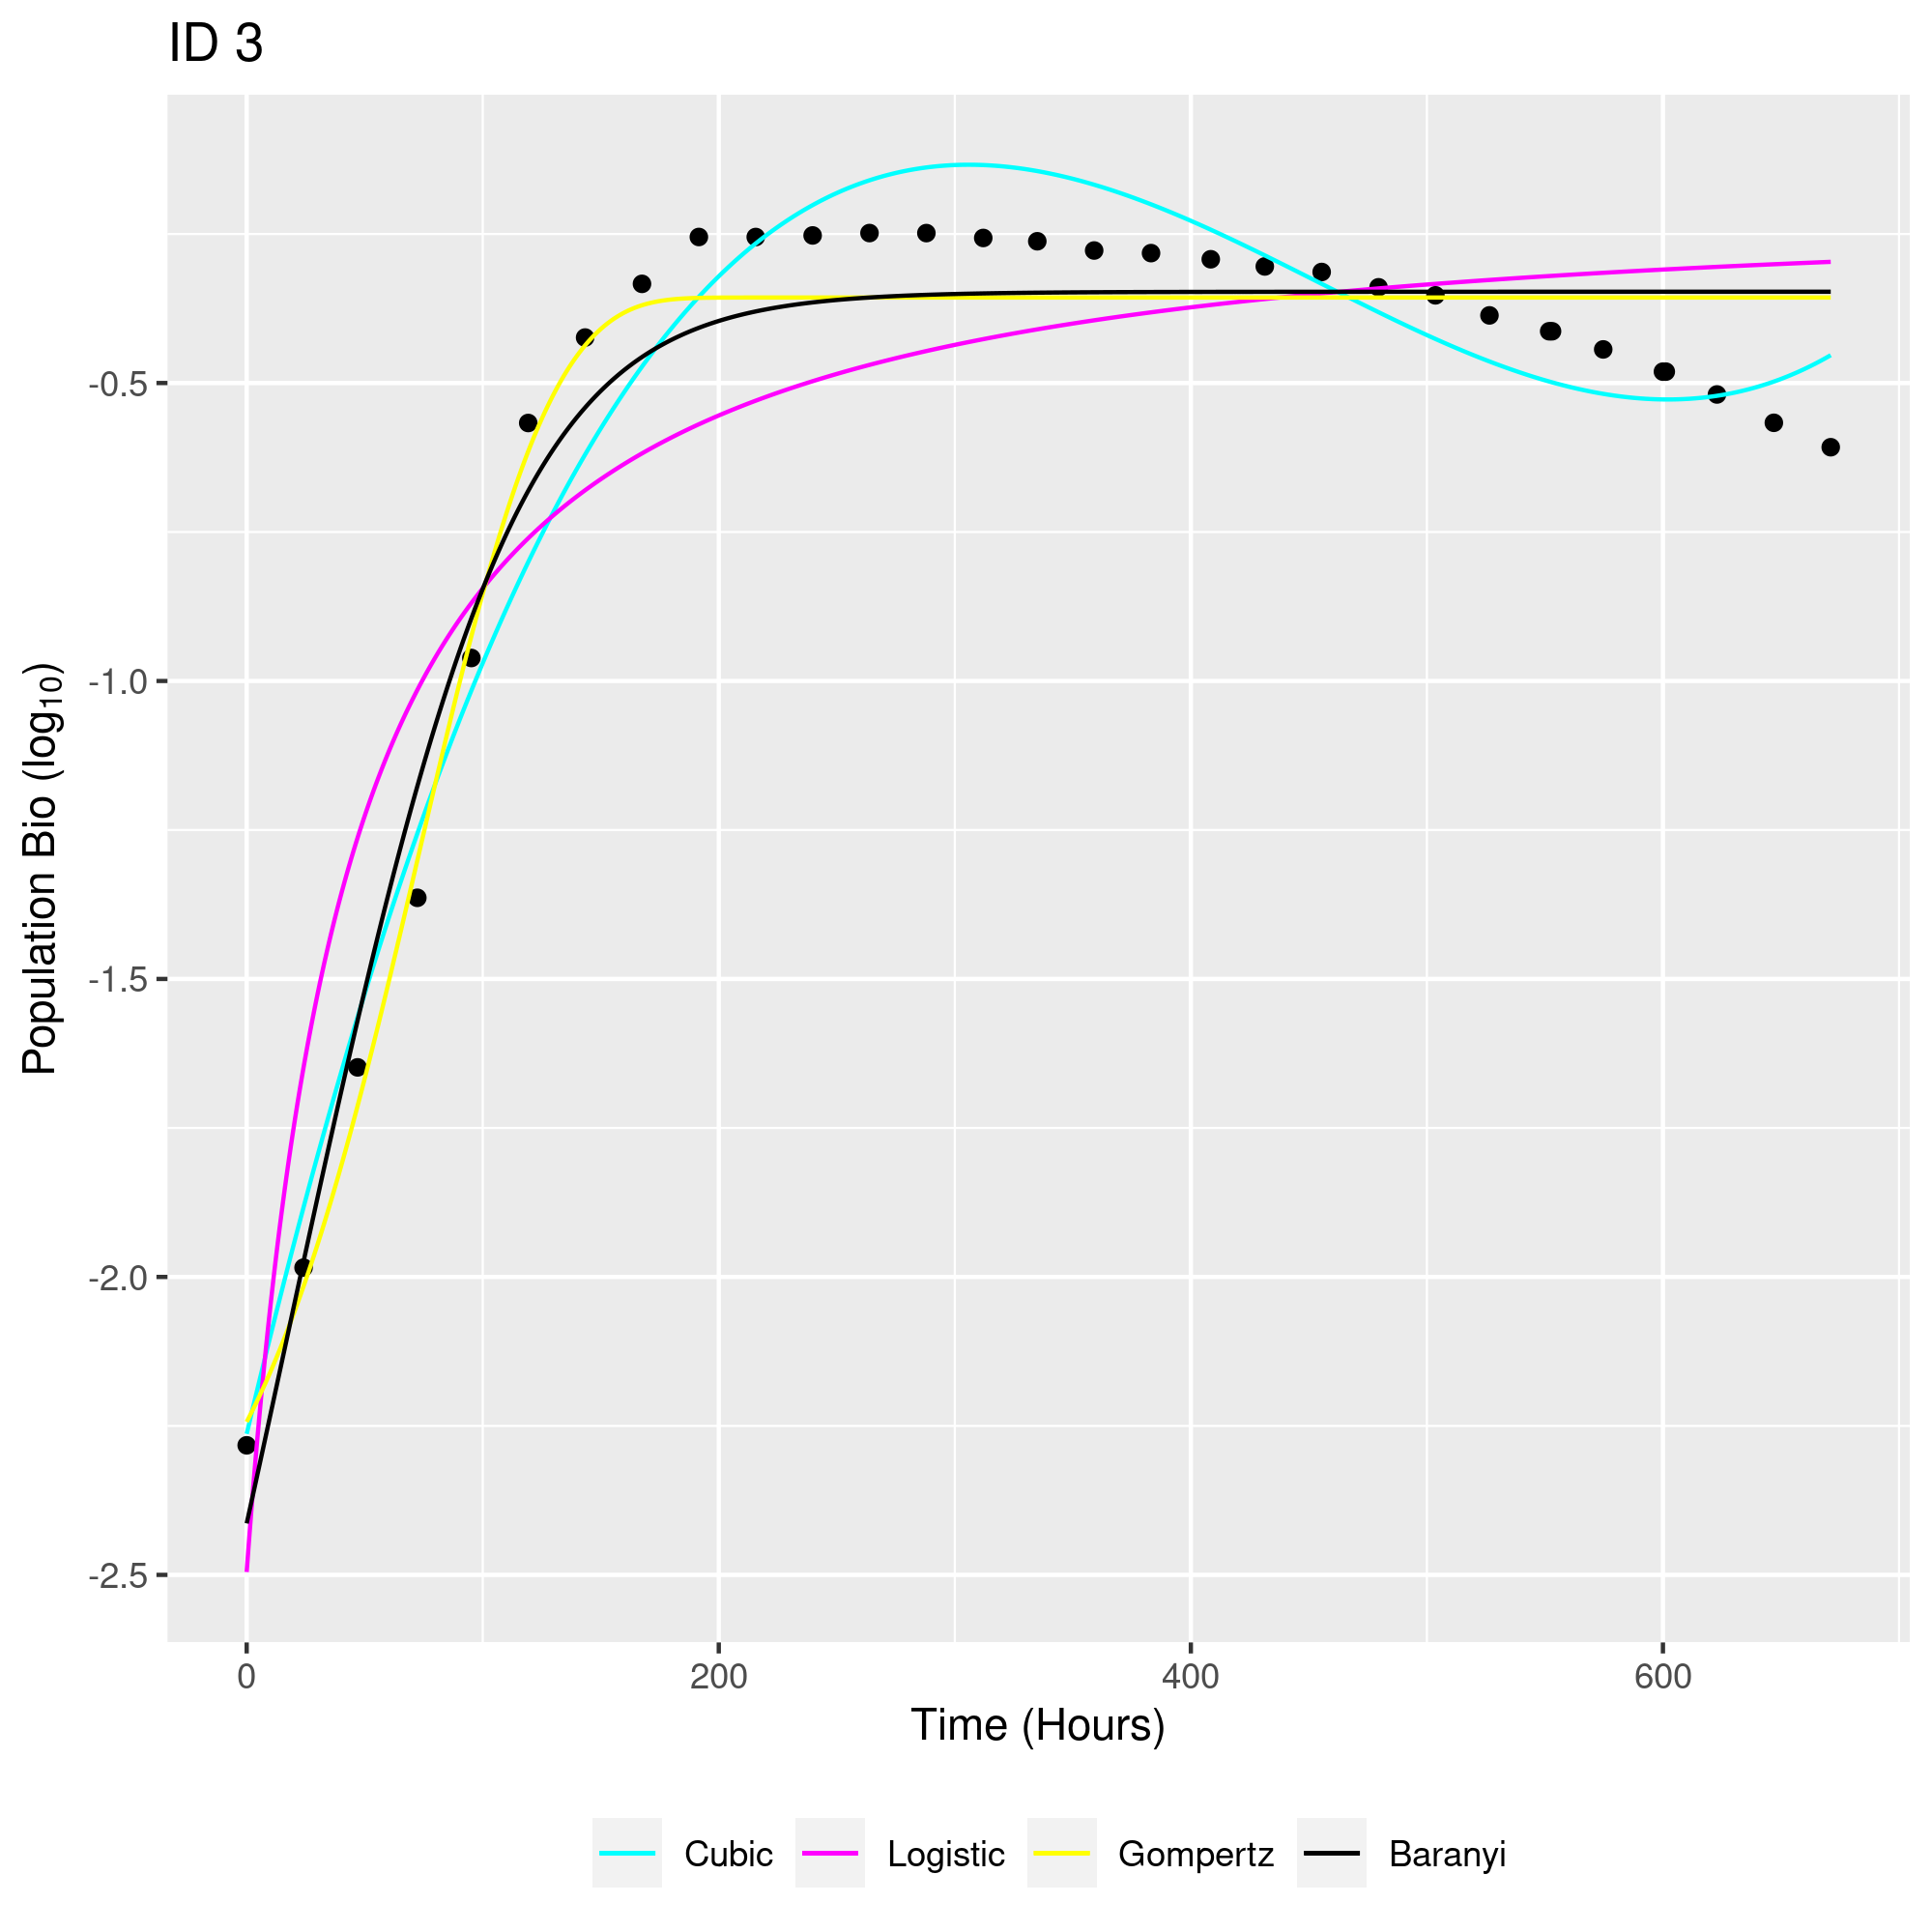 ID 3
Population Bio (log₁₀)
-0.5
-1.0
-1.5
-2.0
-2.5
0 200 400 600
Time (Hours)
Cubic Logistic Gompertz Baranyi